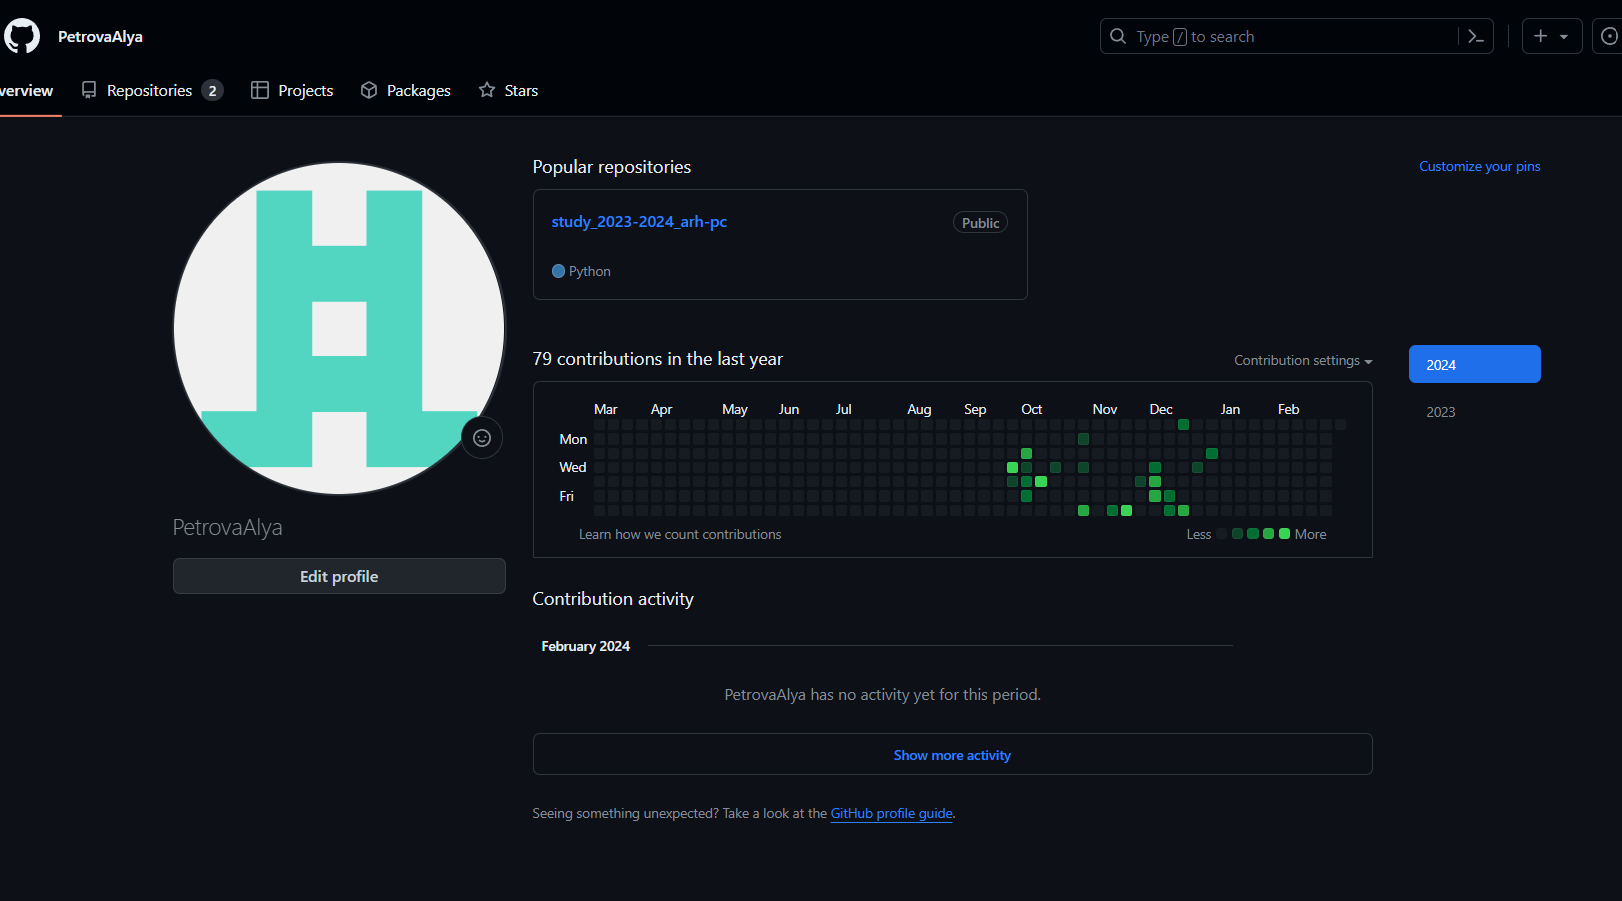 PetrovaAlya
Type / to search
verview
Repositories 2
Projects
Packages
Stars
Popular repositories
Customize your pins
study_2023-2024_arh-pc
Public
Python
79 contributions in the last year
Contribution settings
2024
2023
Mar Apr May Jun Jul Aug Sep Oct Nov Dec Jan Feb
Mon
Wed
Fri
Learn how we count contributions
Less More
PetrovaAlya
Edit profile
Contribution activity
February 2024
PetrovaAlya has no activity yet for this period.
Show more activity
Seeing something unexpected? Take a look at the GitHub profile guide.